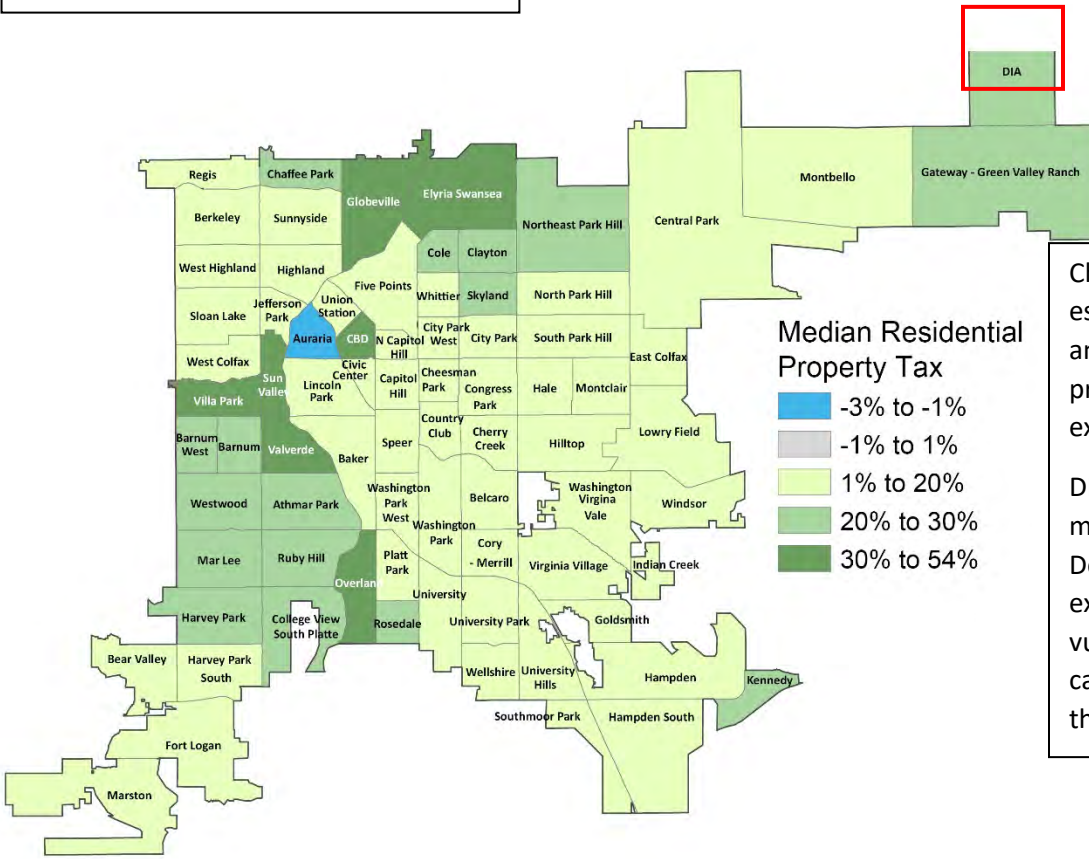 DIA
Regis
Chaffee Park
Globeville
Elyria Swansea
Montbello
Gateway - Green Valley Ranch
Berkeley
Sunnyside
Northeast Park Hill
Central Park
Cole
Clayton
West Highland
Highland
Five Points
Whittier
Skyland
North Park Hill
Sloan Lake
Jefferson
Park
Union
Station
Auraria
CBD
N Capitol
Hill
City Park
West
City Park
South Park Hill
East Colfax
West Colfax
Civic
Center
Sun
Valley
Lincoln
Park
Capitol
Hill
Cheesman
Park
Congress
Park
Hale
Montclair
Villa Park
Barnum
West
Barnum
Valverde
Baker
Speer
Country
Club
Cherry
Creek
Hilltop
Lowry Field
Westwood
Athmar Park
Washington
Park
West
Washington
Park
Belcaro
Washington
Virgina
Vale
Windsor
Mar Lee
Ruby Hill
Overland
Platt
Park
Cory
- Merrill
Virginia Village
Indian Creek
University
Harvey Park
College View
South Platte
Rosedale
University Park
Goldsmith
Bear Valley
Harvey Park
South
Wellshire
University
Hills
Hampden
Kennedy
Southmoor Park
Hampden South
Fort Logan
Marston
Median Residential
Property Tax
-3% to -1%
-1% to 1%
1% to 20%
20% to 30%
30% to 54%